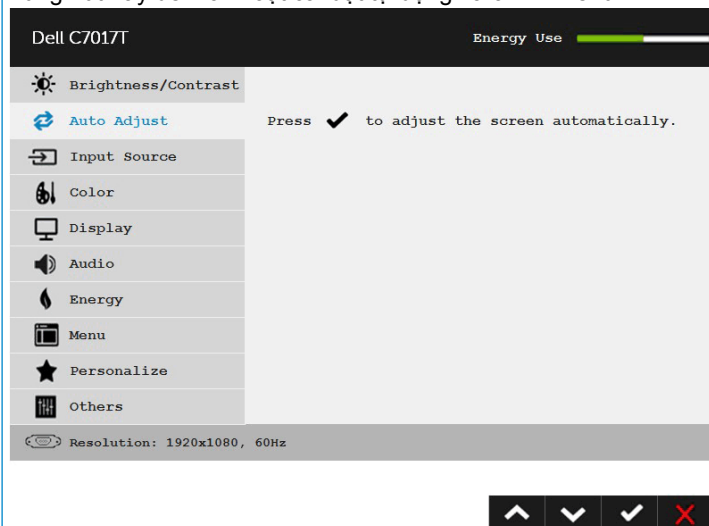 Dell C7017T
Energy Use
Brightness/Contrast
Auto Adjust
Press ✔ to adjust the screen automatically.
Input Source
Color
Display
Audio
Energy
Menu
Personalize
Others
Resolution: 1920x1080, 60Hz